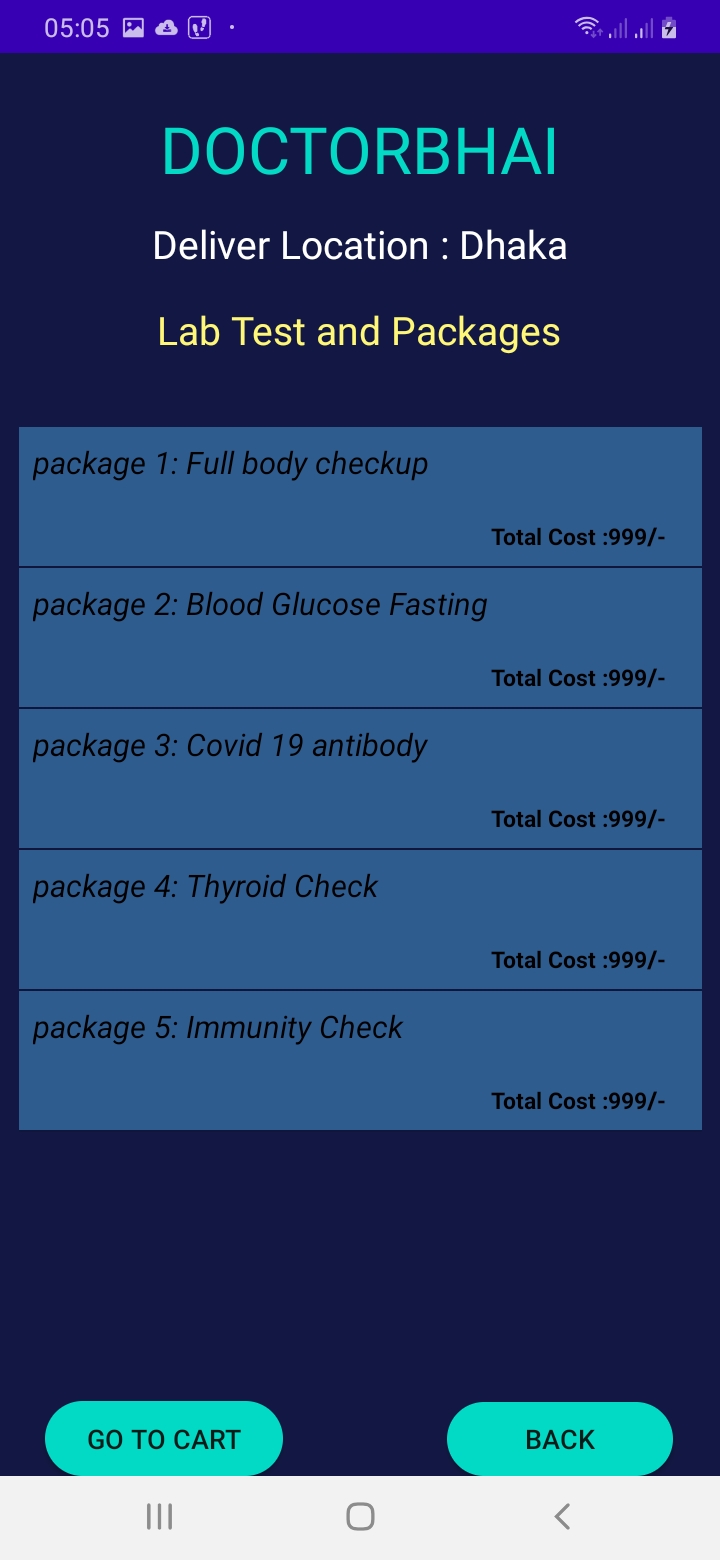 05:05
DOCTORBHAI
Deliver Location : Dhaka
Lab Test and Packages
package 1: Full body checkup
Total Cost :999/-
package 2: Blood Glucose Fasting
Total Cost :999/-
package 3: Covid 19 antibody
Total Cost :999/-
package 4: Thyroid Check
Total Cost :999/-
package 5: Immunity Check
Total Cost :999/-
GO TO CART
BACK